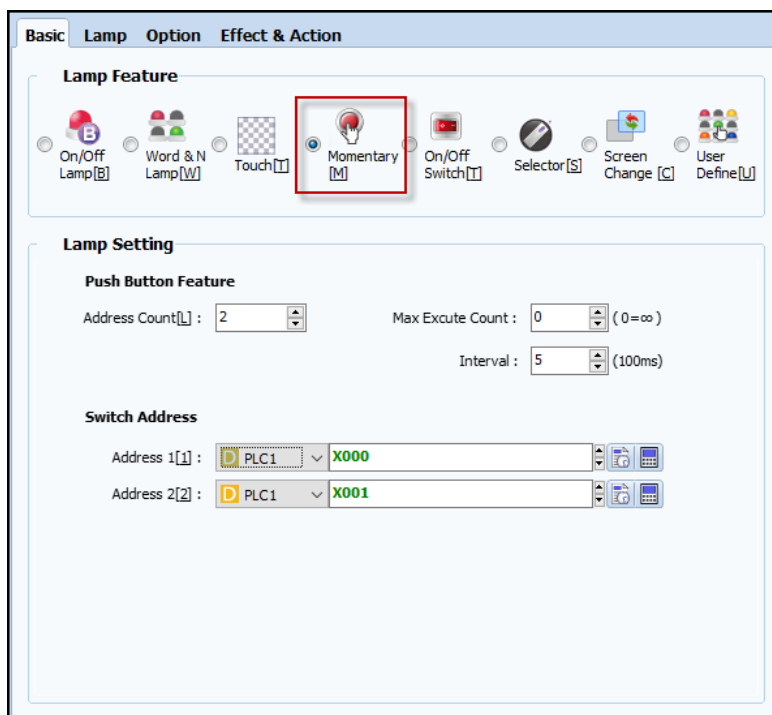 Basic Lamp Option Effect & Action
Lamp Feature
On/Off
Lamp[B]
Word & N
Lamp[W]
Touch[T]
Momentary
[M]
On/Off
Switch[T]
Selector[S]
Screen
Change [C]
User
Define[U]
Lamp Setting
Push Button Feature
Address Count[L] : 2 Max Excute Count : 0 ( 0=∞ )
Interval : 5 (100ms)
Switch Address
Address 1[1] : D PLC1 X000
Address 2[2] : D PLC1 X001